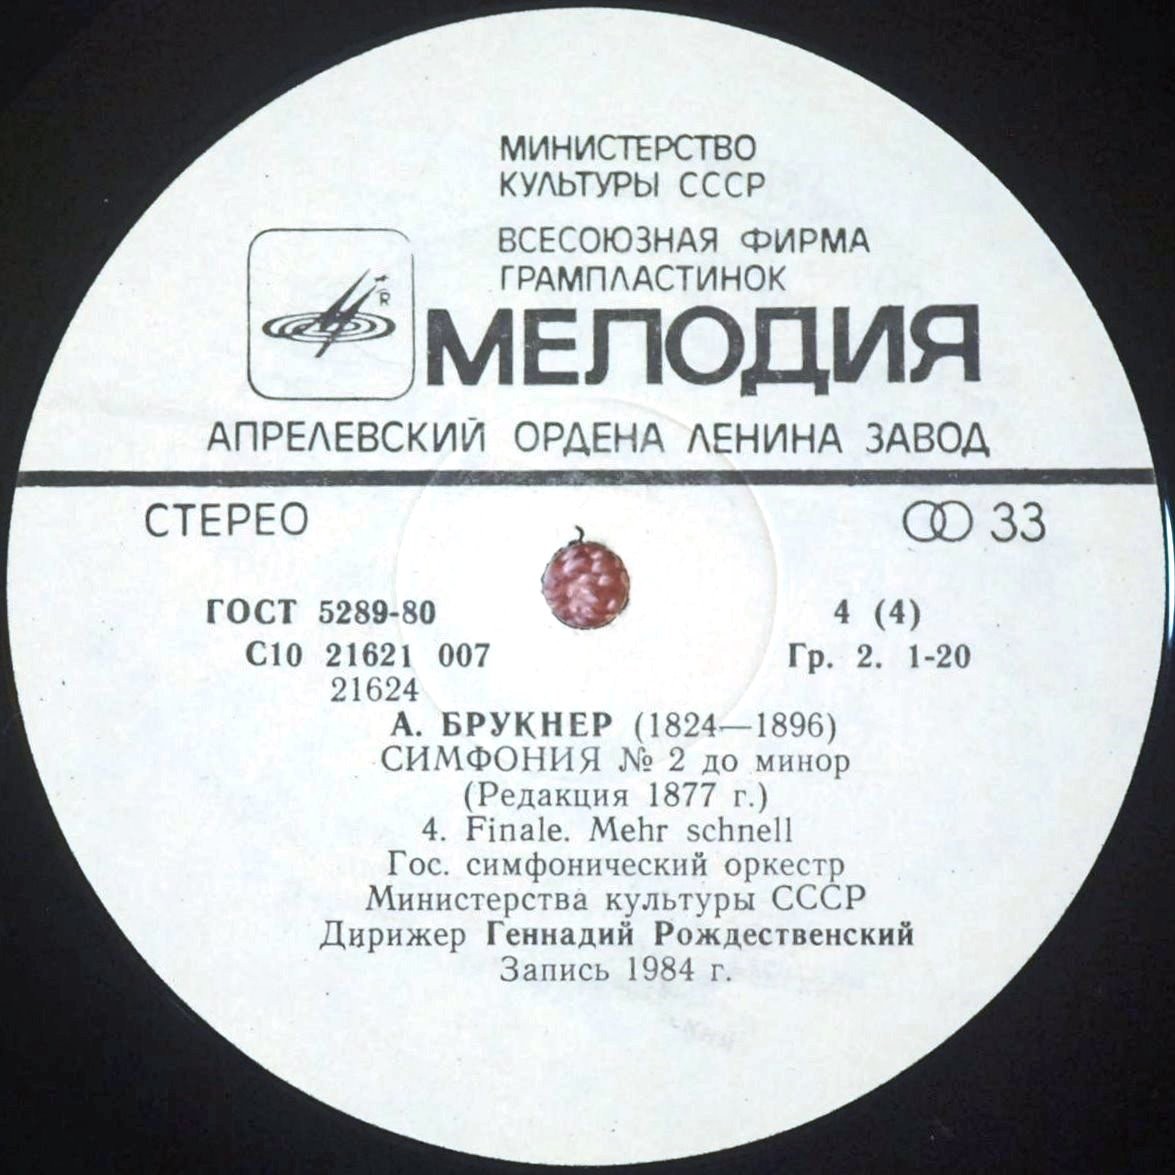 МИНИСТЕРСТВО
КУЛЬТУРЫ СССР
ВСЕСОЮЗНАЯ ФИРМА
ГРАМПЛАСТИНОК
R
МЕЛОДИЯ
АПРЕЛЕВСКИЙ ОРДЕНА ЛЕНИНА ЗАВОД
СТЕРЕО 33
ГОСТ 5289-80 4 (4)
С10 21621 007 Гр. 2. 1-20
21624
А. БРУКНЕР (1824—1896)
СИМФОНИЯ № 2 до минор
(Редакция 1877 г.)
4. Finale. Mehr schnell
Гос. симфонический оркестр
Министерства культуры СССР
Дирижер Геннадий Рождественский
Запись 1984 г.